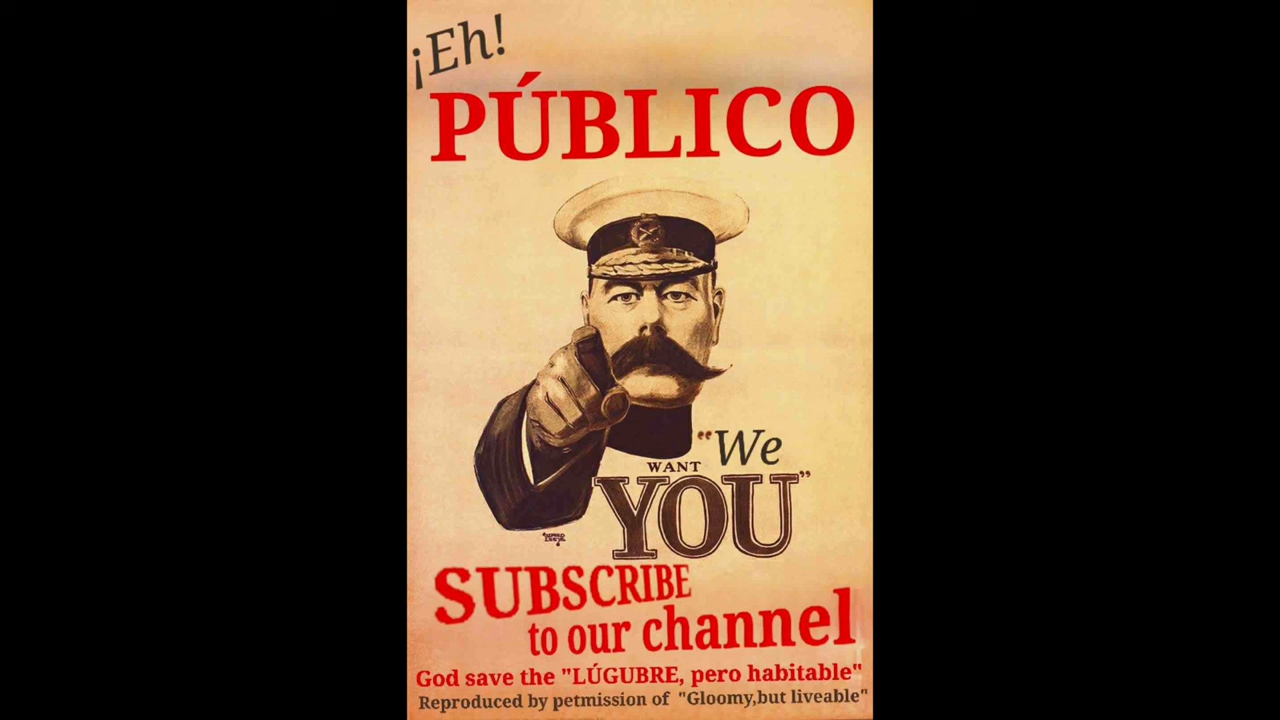 ¡Eh!
PÚBLICO
"We
WANT
YOU"
SUBSCRIBE
to our channel
God save the "LÚGUBRE, pero habitable"
Reproduced by petmission of "Gloomy,but liveable"